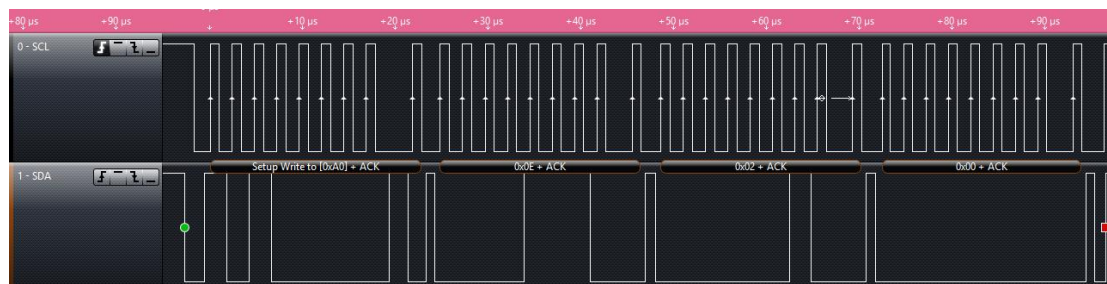 +80 µs +90 µs +10 µs +20 µs +30 µs +40 µs +50 µs +60 µs +70 µs +80 µs +90 µs
0 - SCL
Setup Write to [0xA0] + ACK 0x0E + ACK 0x02 + ACK 0x00 + ACK
1 - SDA